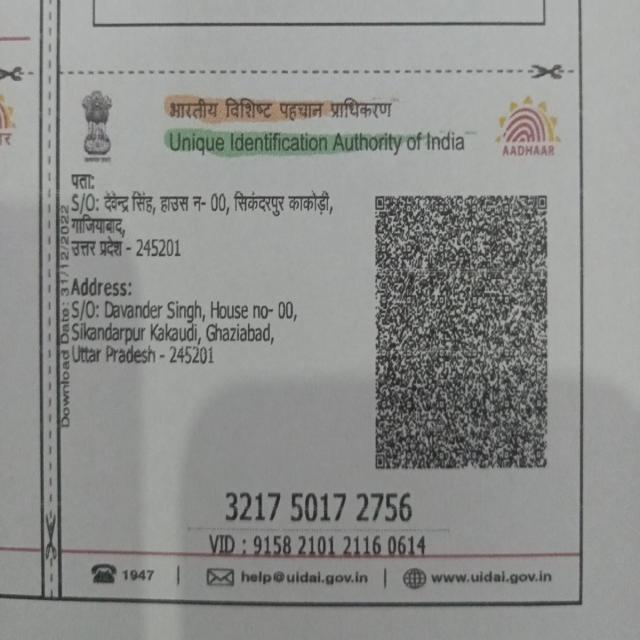 भारतीय विशिष्ट पहचान प्राधिकरण
Unique Identification Authority of India
AADHAAR
पता:
S/O: देवेन्द्र सिंह, हाउस न- 00, सिकंदरपुर काकोड़ी,
गाजियाबाद,
उत्तर प्रदेश - 245201
Address:
S/O: Davander Singh, House no- 00,
Sikandarpur Kakaudi, Ghaziabad,
Uttar Pradesh - 245201
Download Date: 31/12/2022
3217 5017 2756
VID : 9158 2101 2116 0614
1947 | help@uidai.gov.in | www.uidai.gov.in